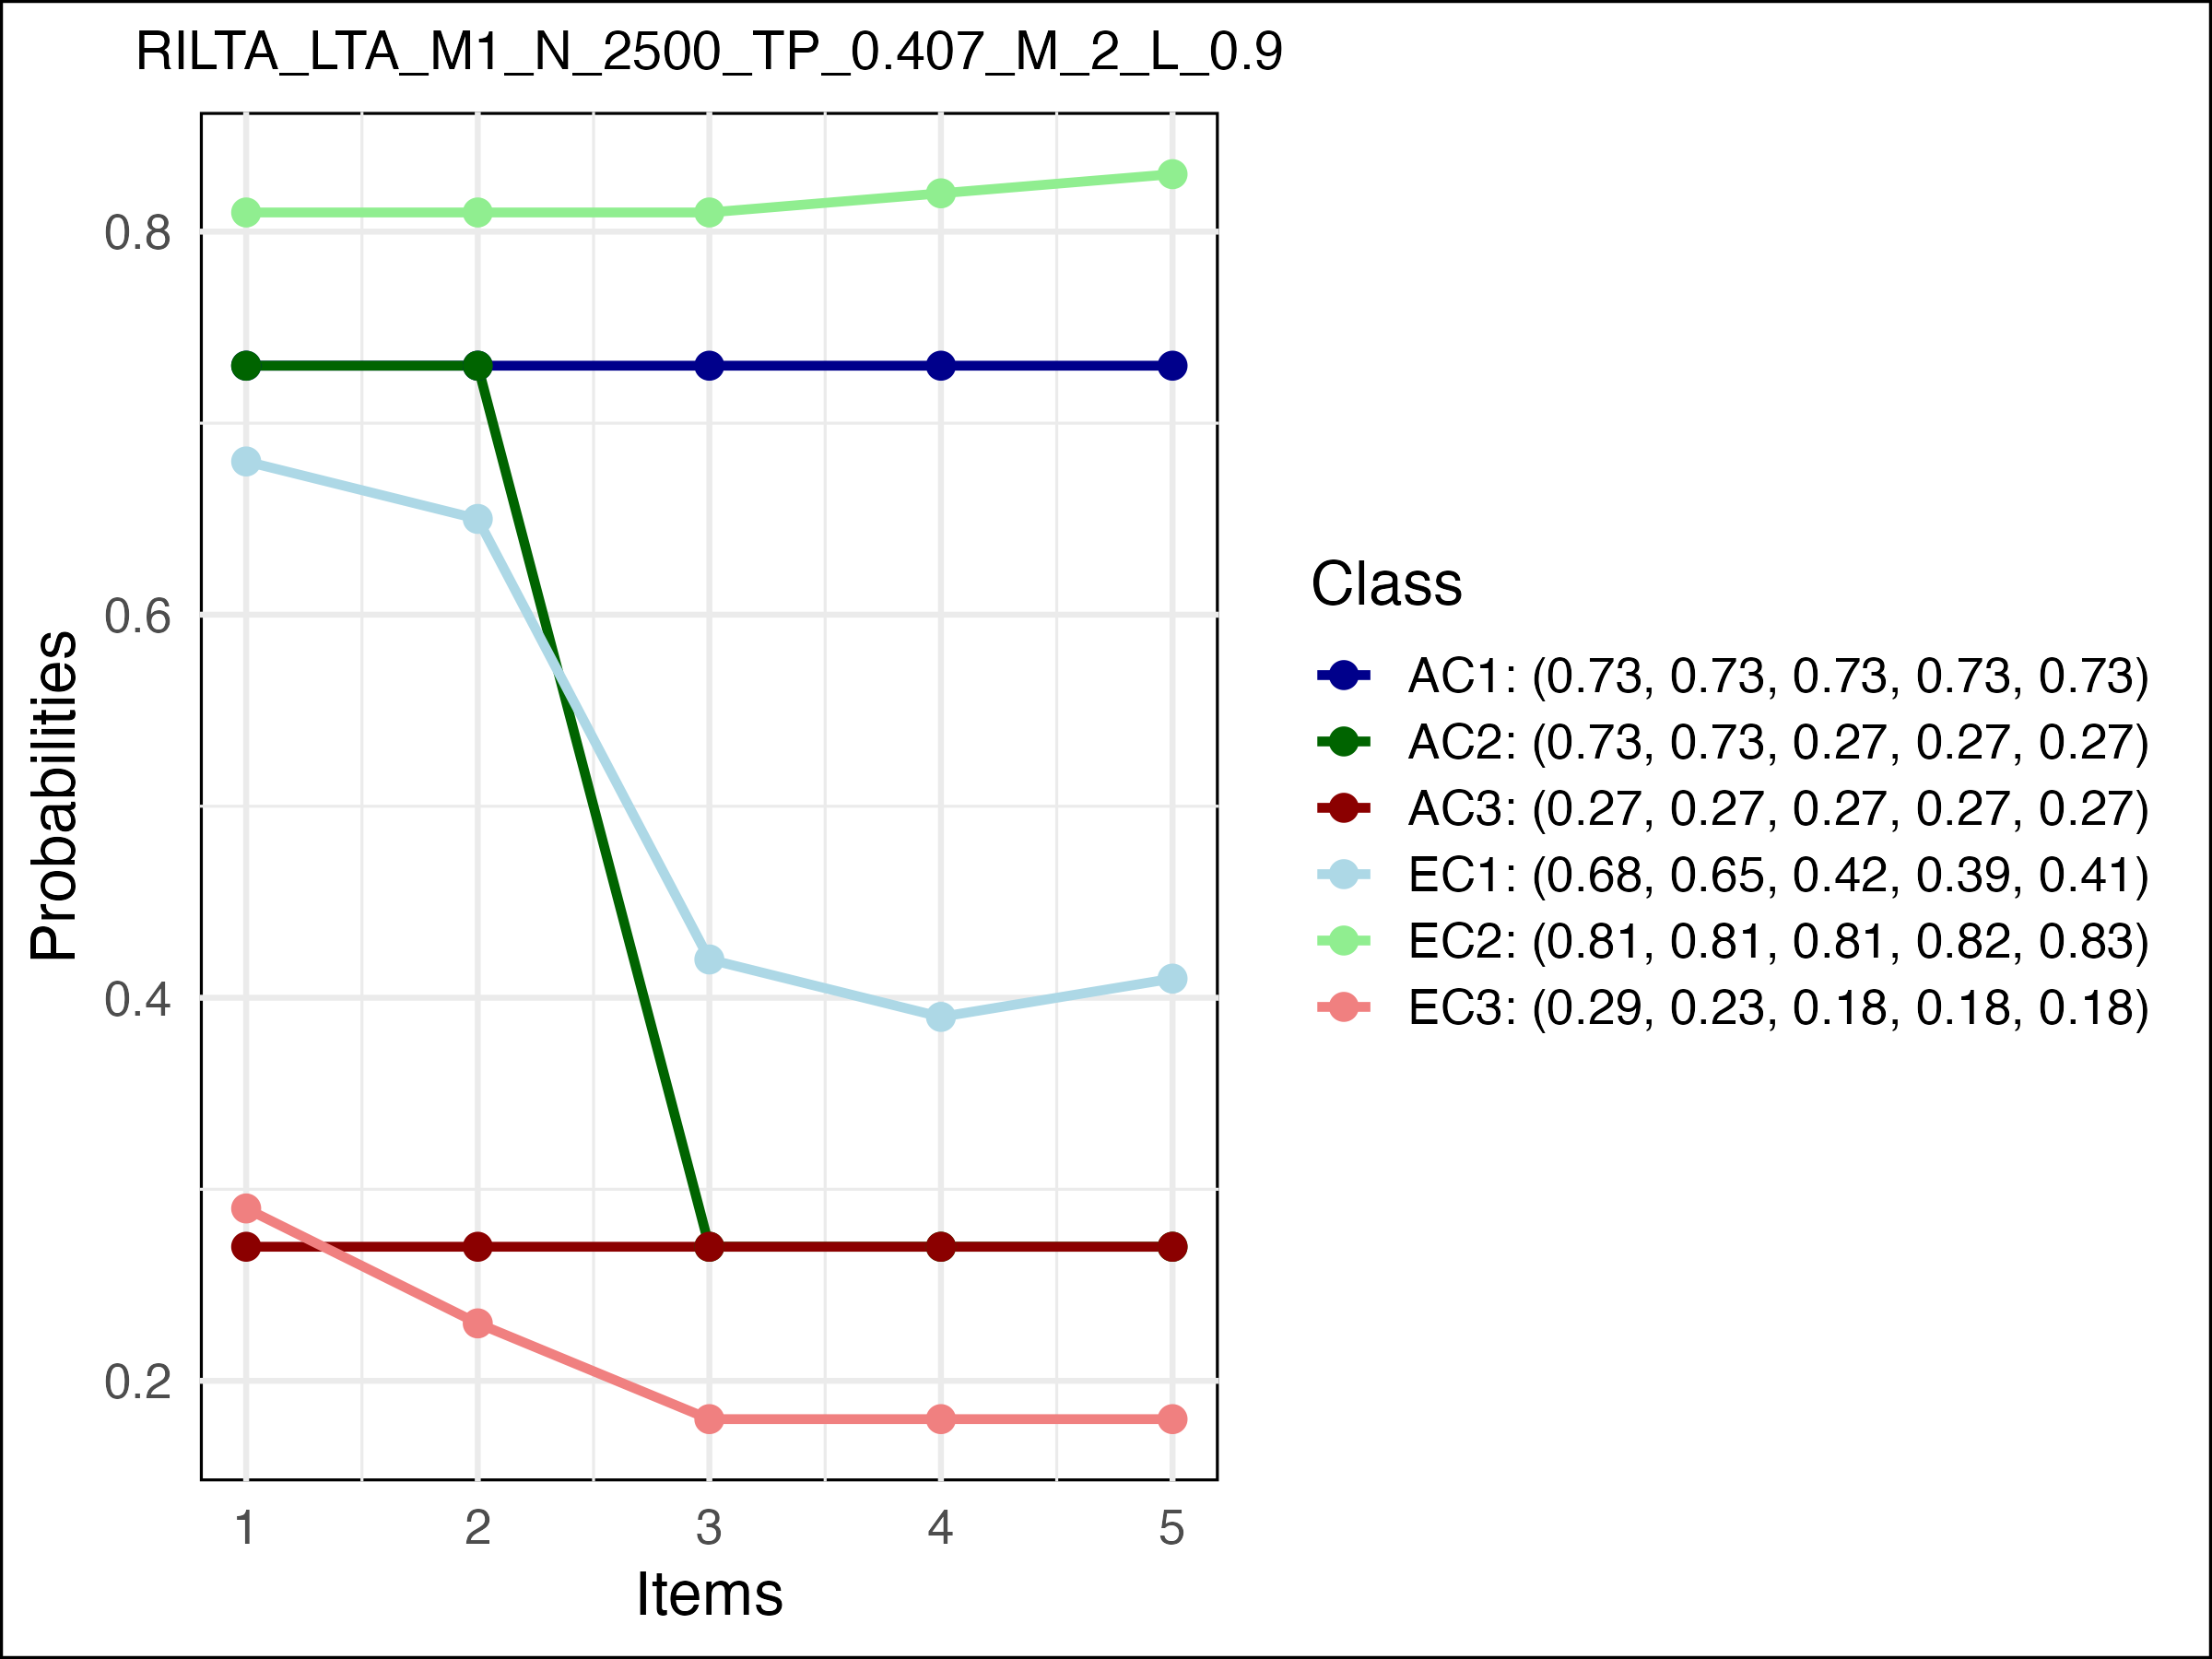 RILTA_LTA_M1_N_2500_TP_0.407_M_2_L_0.9
0.8
0.6
0.4
0.2
Probabilities
1 2 3 4 5
Items
Class
AC1: (0.73, 0.73, 0.73, 0.73, 0.73)
AC2: (0.73, 0.73, 0.27, 0.27, 0.27)
AC3: (0.27, 0.27, 0.27, 0.27, 0.27)
EC1: (0.68, 0.65, 0.42, 0.39, 0.41)
EC2: (0.81, 0.81, 0.81, 0.82, 0.83)
EC3: (0.29, 0.23, 0.18, 0.18, 0.18)